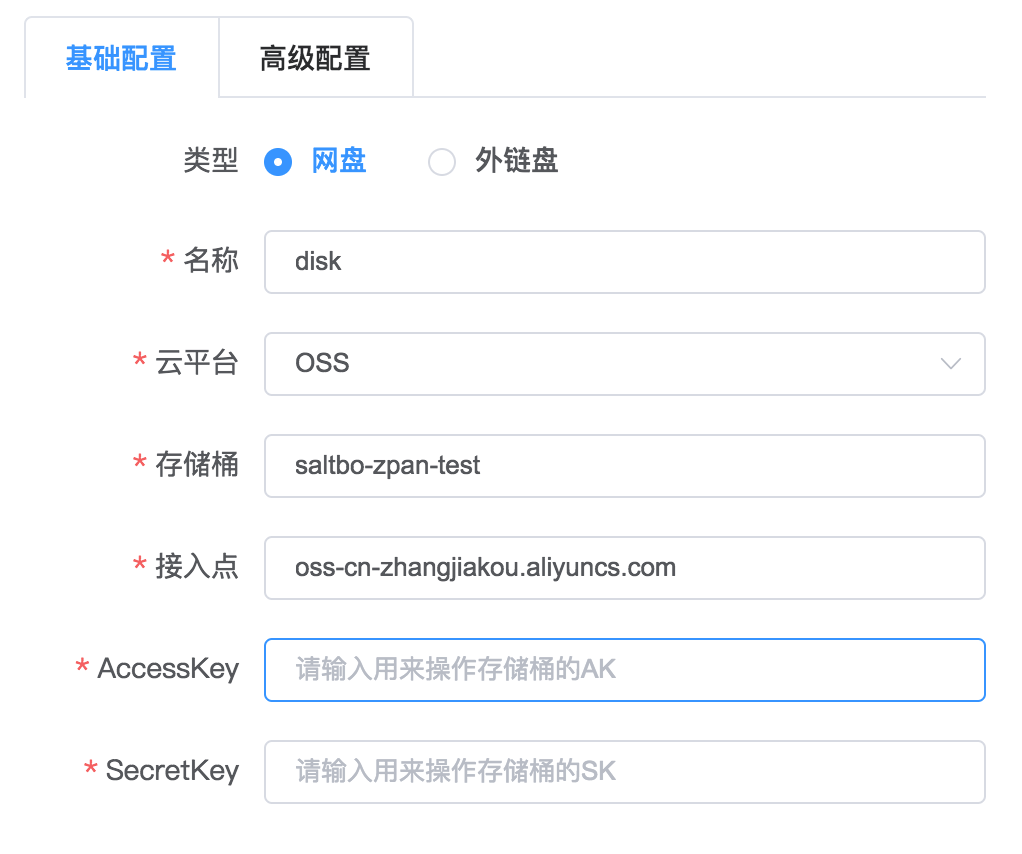 基础配置 高级配置
类型 网盘 外链盘
* 名称 disk
* 云平台 OSS
* 存储桶 saltbo-zpan-test
* 接入点 oss-cn-zhangjiakou.aliyuncs.com
* AccessKey 请输入用来操作存储桶的AK
* SecretKey 请输入用来操作存储桶的SK